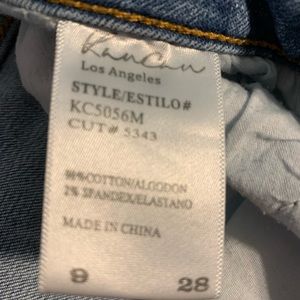 KanCan
Los Angeles
STYLE/ESTILO#
KC5056M
CUT# 5343
98%COTTON/ALGODON
2% SPANDEX/ELASTANO
MADE IN CHINA
9 28